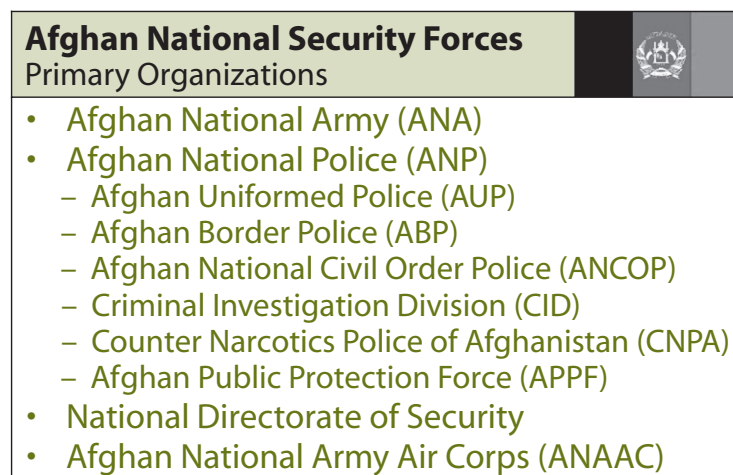 Afghan National Security Forces
Primary Organizations
• Afghan National Army (ANA)
• Afghan National Police (ANP)
– Afghan Uniformed Police (AUP)
– Afghan Border Police (ABP)
– Afghan National Civil Order Police (ANCOP)
– Criminal Investigation Division (CID)
– Counter Narcotics Police of Afghanistan (CNPA)
– Afghan Public Protection Force (APPF)
• National Directorate of Security
• Afghan National Army Air Corps (ANAAC)